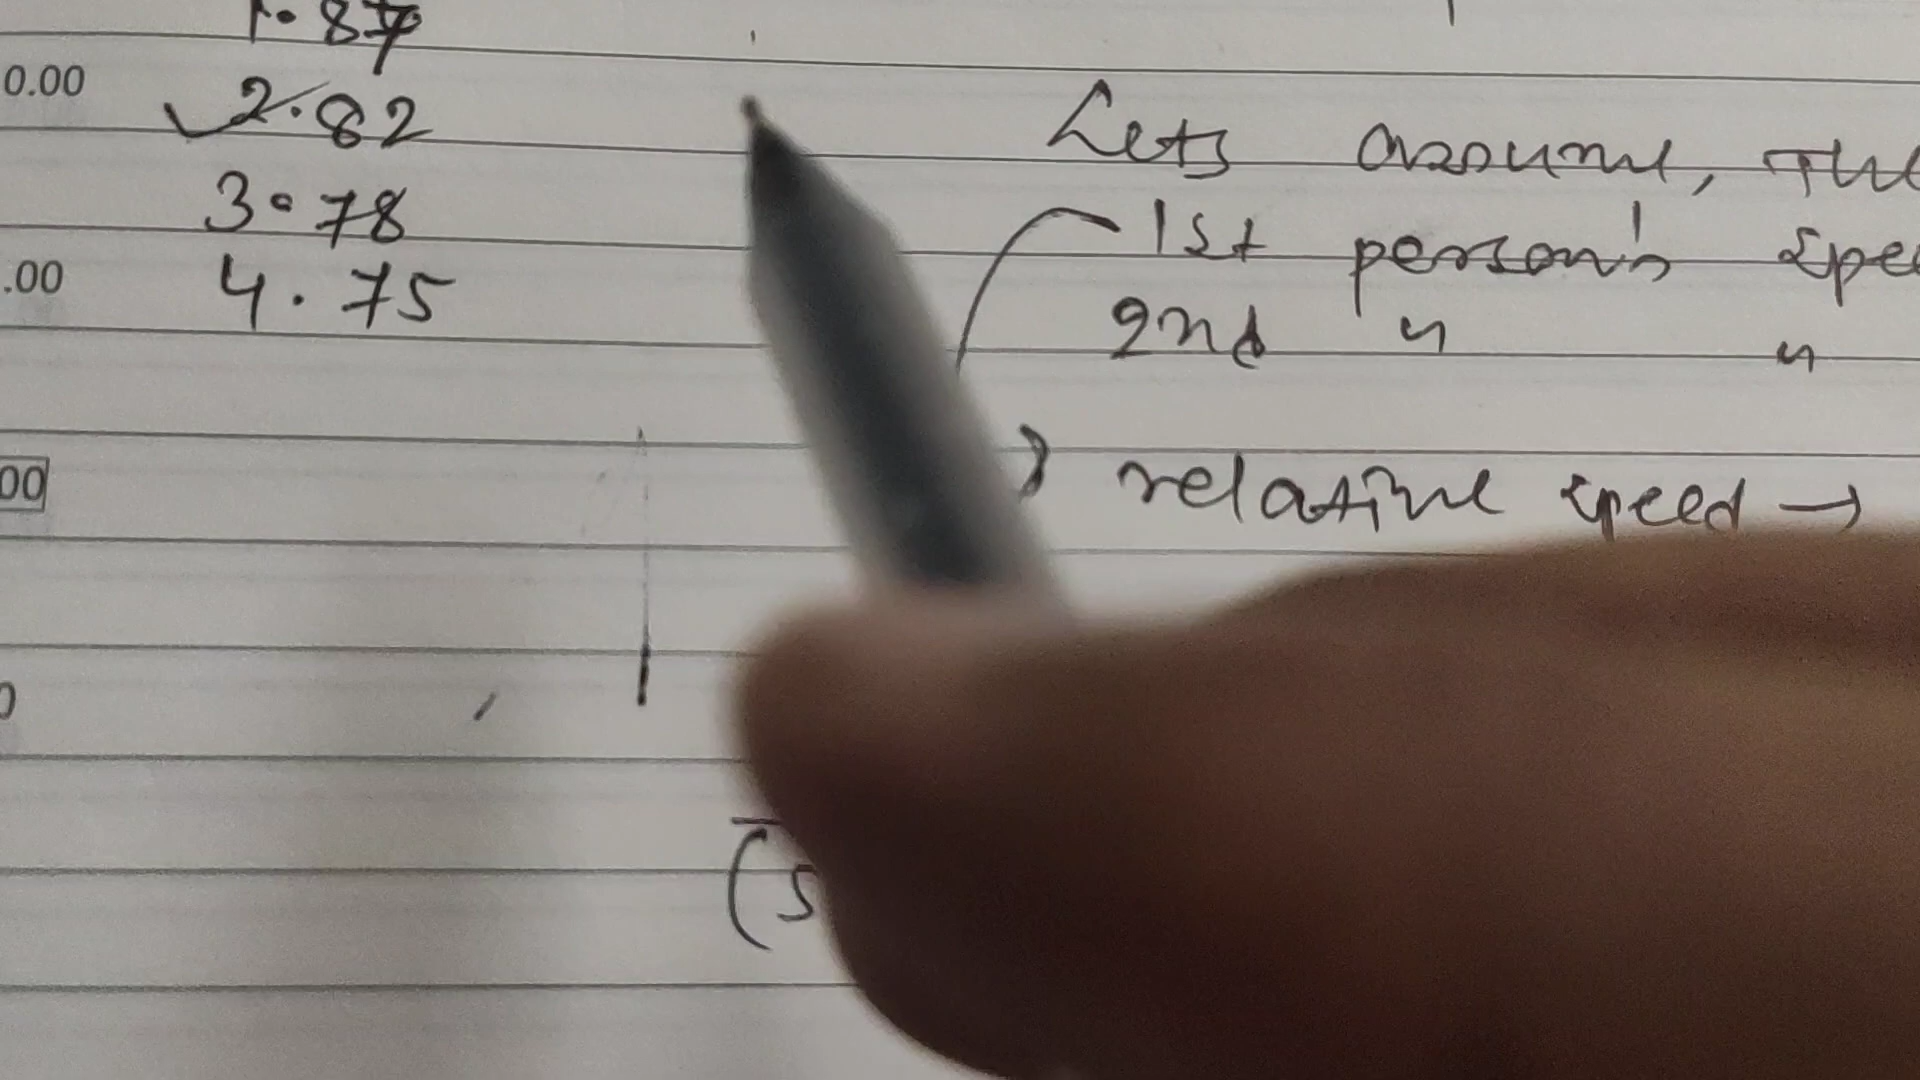 1.87
0.00
2.82
3.78
.00
4.75
Lets assume, The
1st person's spee
2nd " "
00
relative speed →
(s